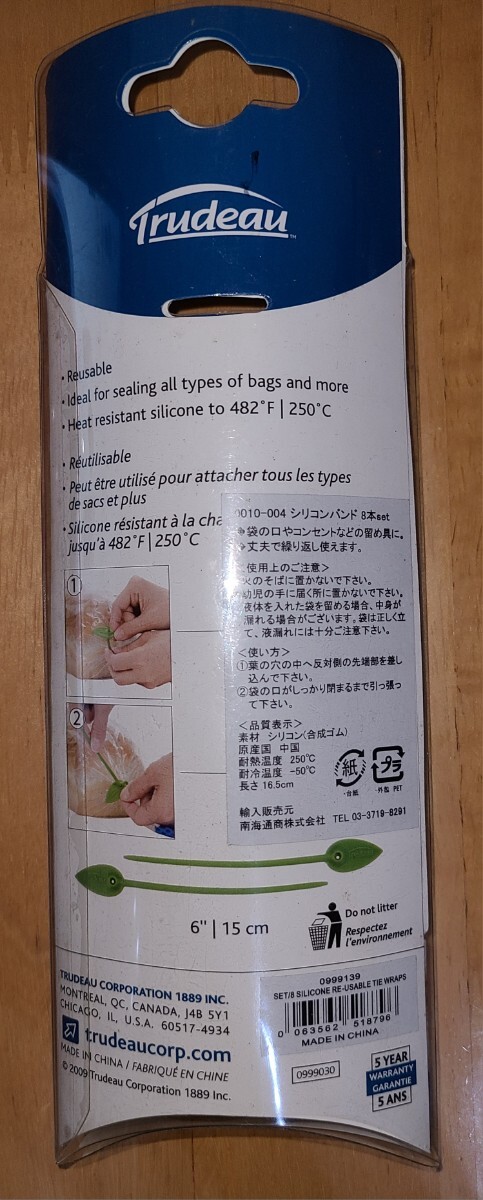 Trudeau™
• Reusable
• Ideal for sealing all types of bags and more
• Heat resistant silicone to 482°F | 250°C
• Réutilisable
• Peut être utilisé pour attacher tous les types
de sacs et plus
• Silicone résistant à la cha
jusqu'à 482°F | 250°C
0010-004 シリコンバンド 8本set
袋の口やコンセントなどの留め具に。
丈夫で繰り返し使えます。
使用上のご注意＞
火のそばに置かないで下さい。
幼児の手に届く所に置かないで下さい。
液体を入れた袋を留める場合、中身が
漏れる場合がございます。袋は正しく立
て、液漏れには十分ご注意下さい。
＜使い方＞
①葉の穴の中へ反対側の先端部を差し
込んで下さい。
②袋の口がしっかり閉まるまで引っ張っ
て下さい。
＜品質表示＞
素材 シリコン(合成ゴム)
原産国 中国
耐熱温度 250℃
耐冷温度 -50℃
長さ 16.5cm
紙
・台紙
プラ
・外装 PET
輸入販売元
南海通商株式会社 TEL 03-3719-8291
1
2
6" | 15 cm
Do not litter
Respectez
l'environnement
TRUDEAU CORPORATION 1889 INC.
MONTREAL, QC, CANADA, J4B 5Y1
CHICAGO, IL, U.S.A. 60517-4934
trudeaucorp.com
MADE IN CHINA / FABRIQUÉ EN CHINE
© 2009 Trudeau Corporation 1889 Inc.
0999139
SET/8 SILICONE RE-USABLE TIE WRAPS
0 063562 518796
MADE IN CHINA
0999030
5 YEAR
WARRANTY
GARANTIE
5 ANS